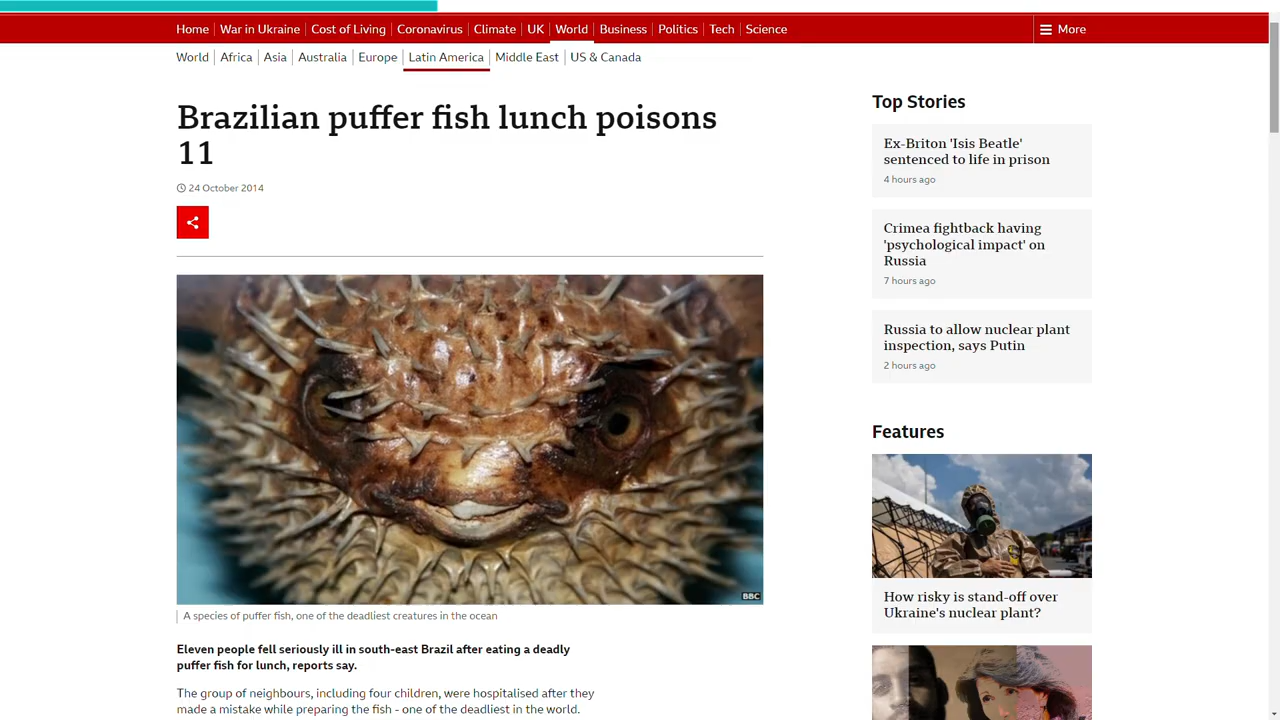 Home War in Ukraine Cost of Living Coronavirus Climate UK World Business Politics Tech Science More
World Africa Asia Australia Europe Latin America Middle East US & Canada
Brazilian puffer fish lunch poisons
11
24 October 2014
BBC
A species of puffer fish, one of the deadliest creatures in the ocean
Eleven people fell seriously ill in south-east Brazil after eating a deadly
puffer fish for lunch, reports say.
The group of neighbours, including four children, were hospitalised after they
made a mistake while preparing the fish - one of the deadliest in the world.
Top Stories
Ex-Briton 'Isis Beatle'
sentenced to life in prison
4 hours ago
Crimea fightback having
'psychological impact' on
Russia
7 hours ago
Russia to allow nuclear plant
inspection, says Putin
2 hours ago
Features
How risky is stand-off over
Ukraine's nuclear plant?